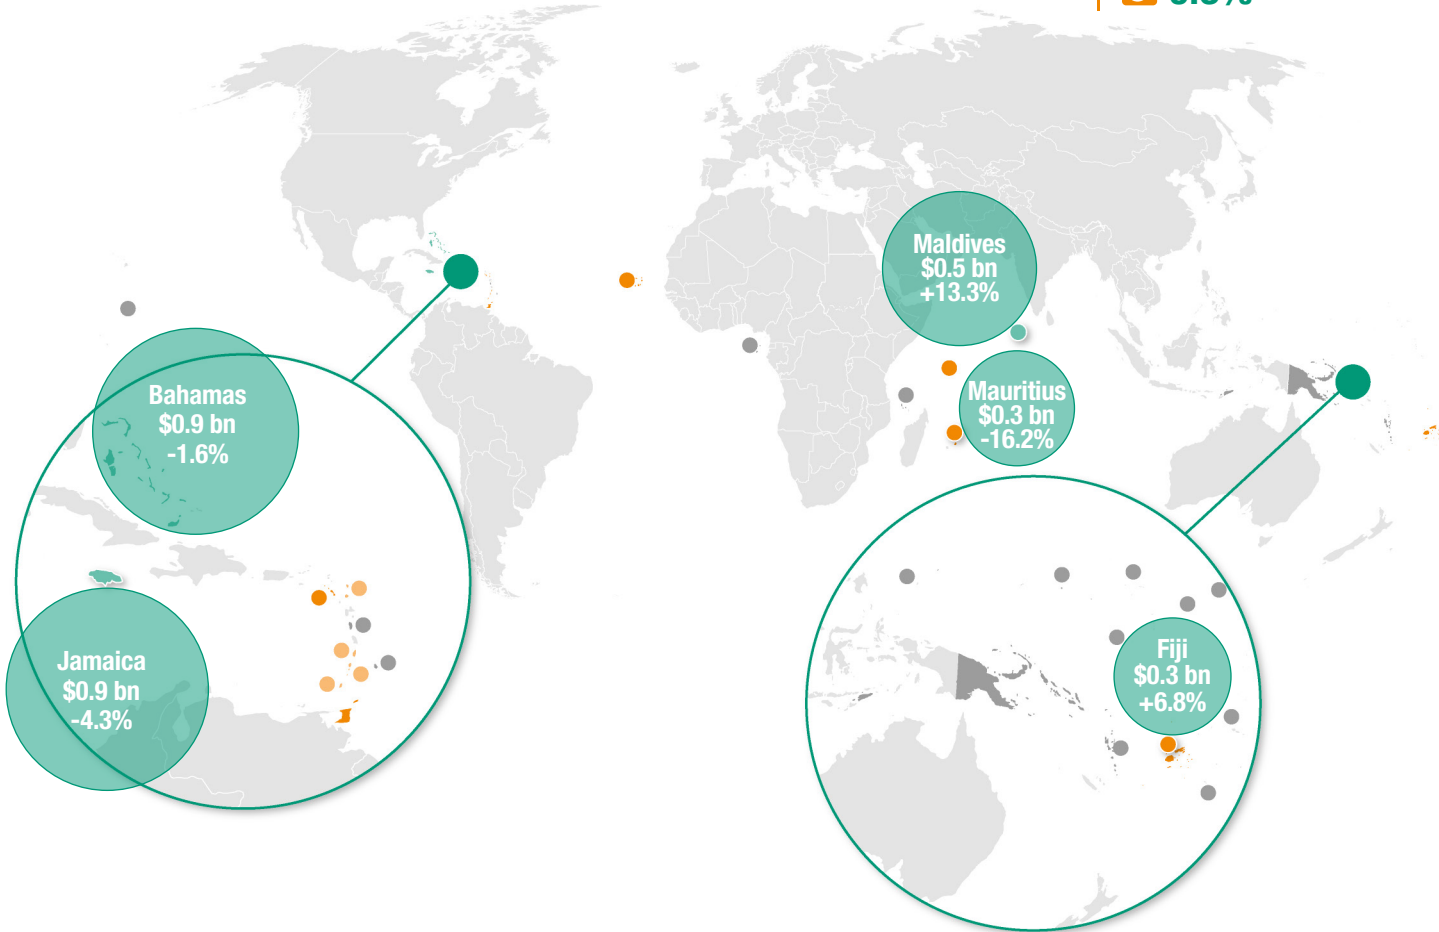 Maldives
$0.5 bn
+13.3%
Mauritius
$0.3 bn
-16.2%
Bahamas
$0.9 bn
-1.6%
Jamaica
$0.9 bn
-4.3%
Fiji
$0.3 bn
+6.8%